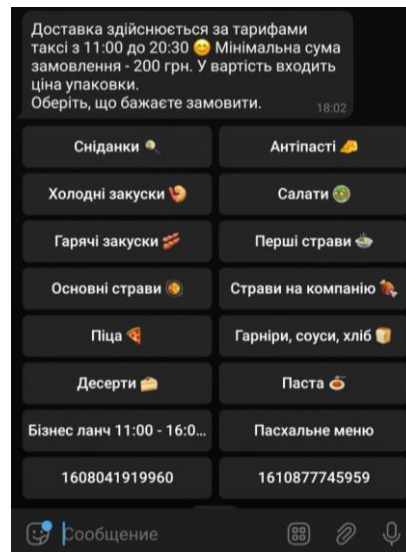 Доставка здійснюється за тарифами
таксі з 11:00 до 20:30 😊 Мінімальна сума
замовлення - 200 грн. У вартість входить
ціна упаковки.
Оберіть, що бажаєте замовити.
18:02
Сніданки 🍳
Антіпасті 🧀
Холодні закуски 🍤
Салати 🥗
Гарячі закуски 🥓
Перші страви 🍲
Основні страви 🥘
Страви на компанію 🍖
Піца 🍕
Гарніри, соуси, хліб 🍞
Десерти 🍰
Паста 🍝
Бізнес ланч 11:00 - 16:0...
Пасхальне меню
1608041919960
1610877745959
Сообщение